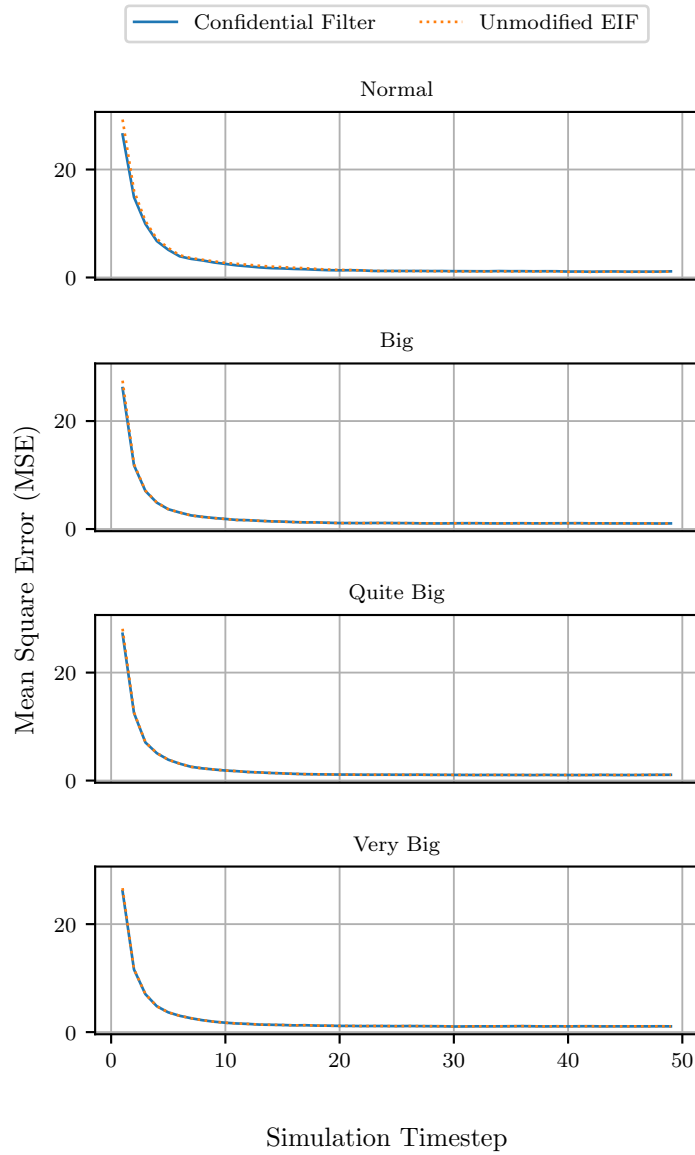 Confidential Filter Unmodified EIF
Normal
20
0
Big
20
0
Quite Big
20
0
Very Big
20
0
0 10 20 30 40 50
Mean Square Error (MSE)
Simulation Timestep